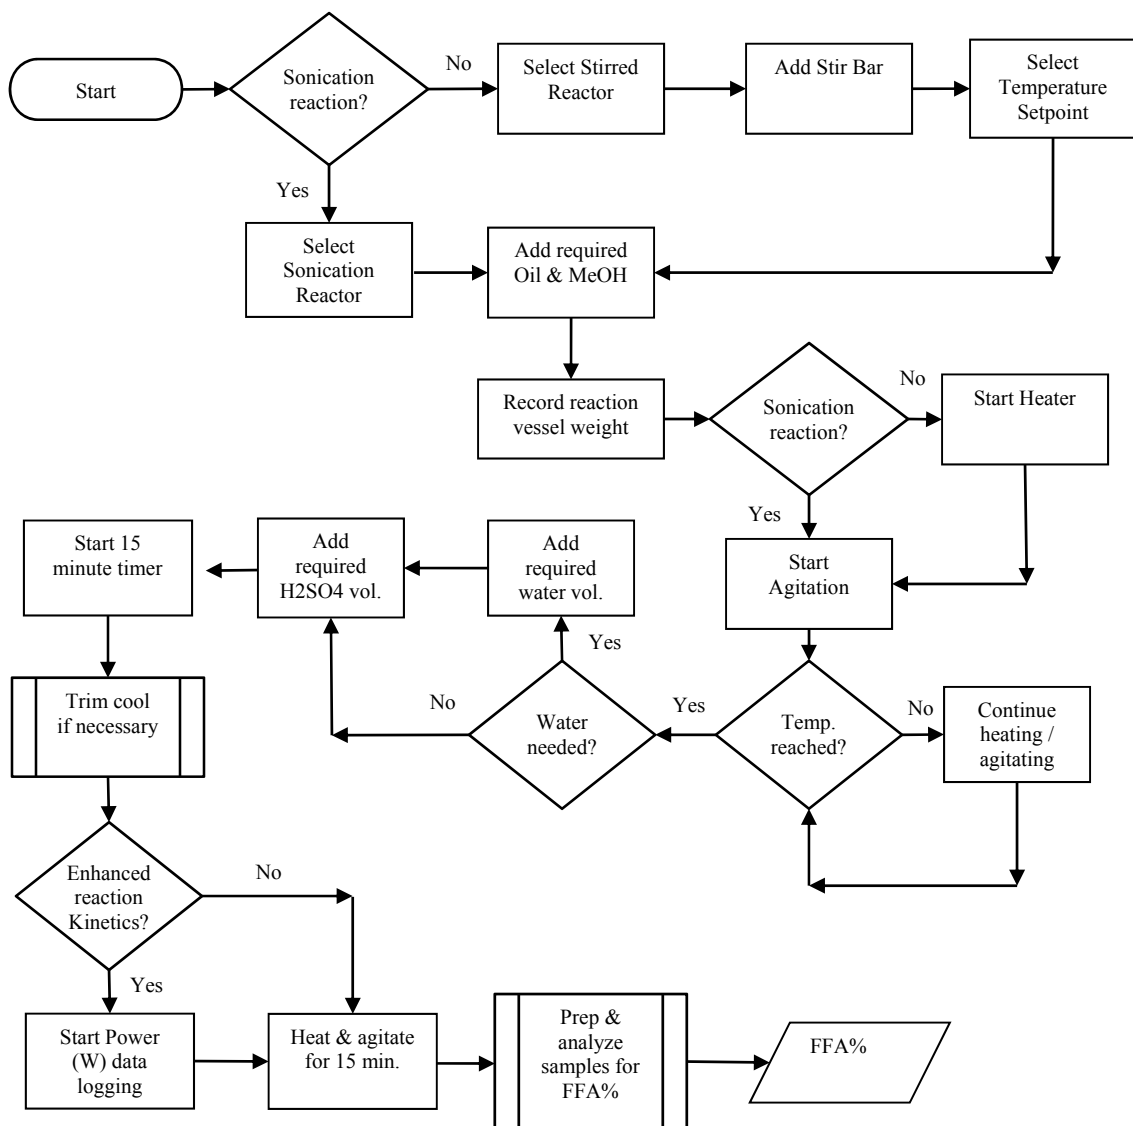 Start
Sonication
reaction?
No
Select Stirred
Reactor
Add Stir Bar
Select
Temperature
Setpoint
Yes
Select
Sonication
Reactor
Add required
Oil & MeOH
Record reaction
vessel weight
Sonication
reaction?
No
Start Heater
Yes
Start
Agitation
Temp.
reached?
No
Continue
heating /
agitating
Yes
Water
needed?
Yes
Add
required
water vol.
No
Add
required
H2SO4 vol.
Start 15
minute timer
Trim cool
if necessary
Enhanced
reaction
Kinetics?
No
Yes
Start Power
(W) data
logging
Heat & agitate
for 15 min.
Prep &
analyze
samples for
FFA%
FFA%